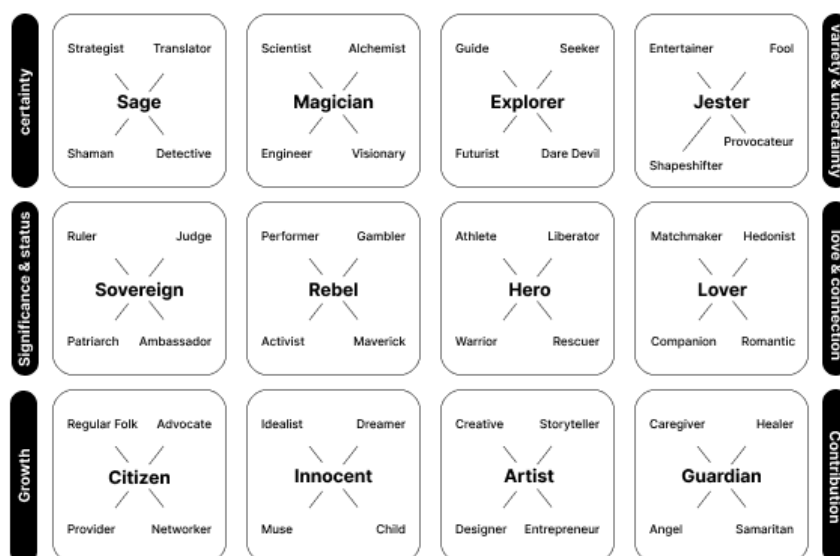 certainty
Strategist Translator
Sage
Shaman Detective
Scientist Alchemist
Magician
Engineer Visionary
Guide Seeker
Explorer
Futurist Dare Devil
Entertainer Fool
Jester
Provocateur
Shapeshifter
variety & uncertainty
Significance & status
Ruler Judge
Sovereign
Patriarch Ambassador
Performer Gambler
Rebel
Activist Maverick
Athlete Liberator
Hero
Warrior Rescuer
Matchmaker Hedonist
Lover
Companion Romantic
love & connection
Growth
Regular Folk Advocate
Citizen
Provider Networker
Idealist Dreamer
Innocent
Muse Child
Creative Storyteller
Artist
Designer Entrepreneur
Caregiver Healer
Guardian
Angel Samaritan
Contribution